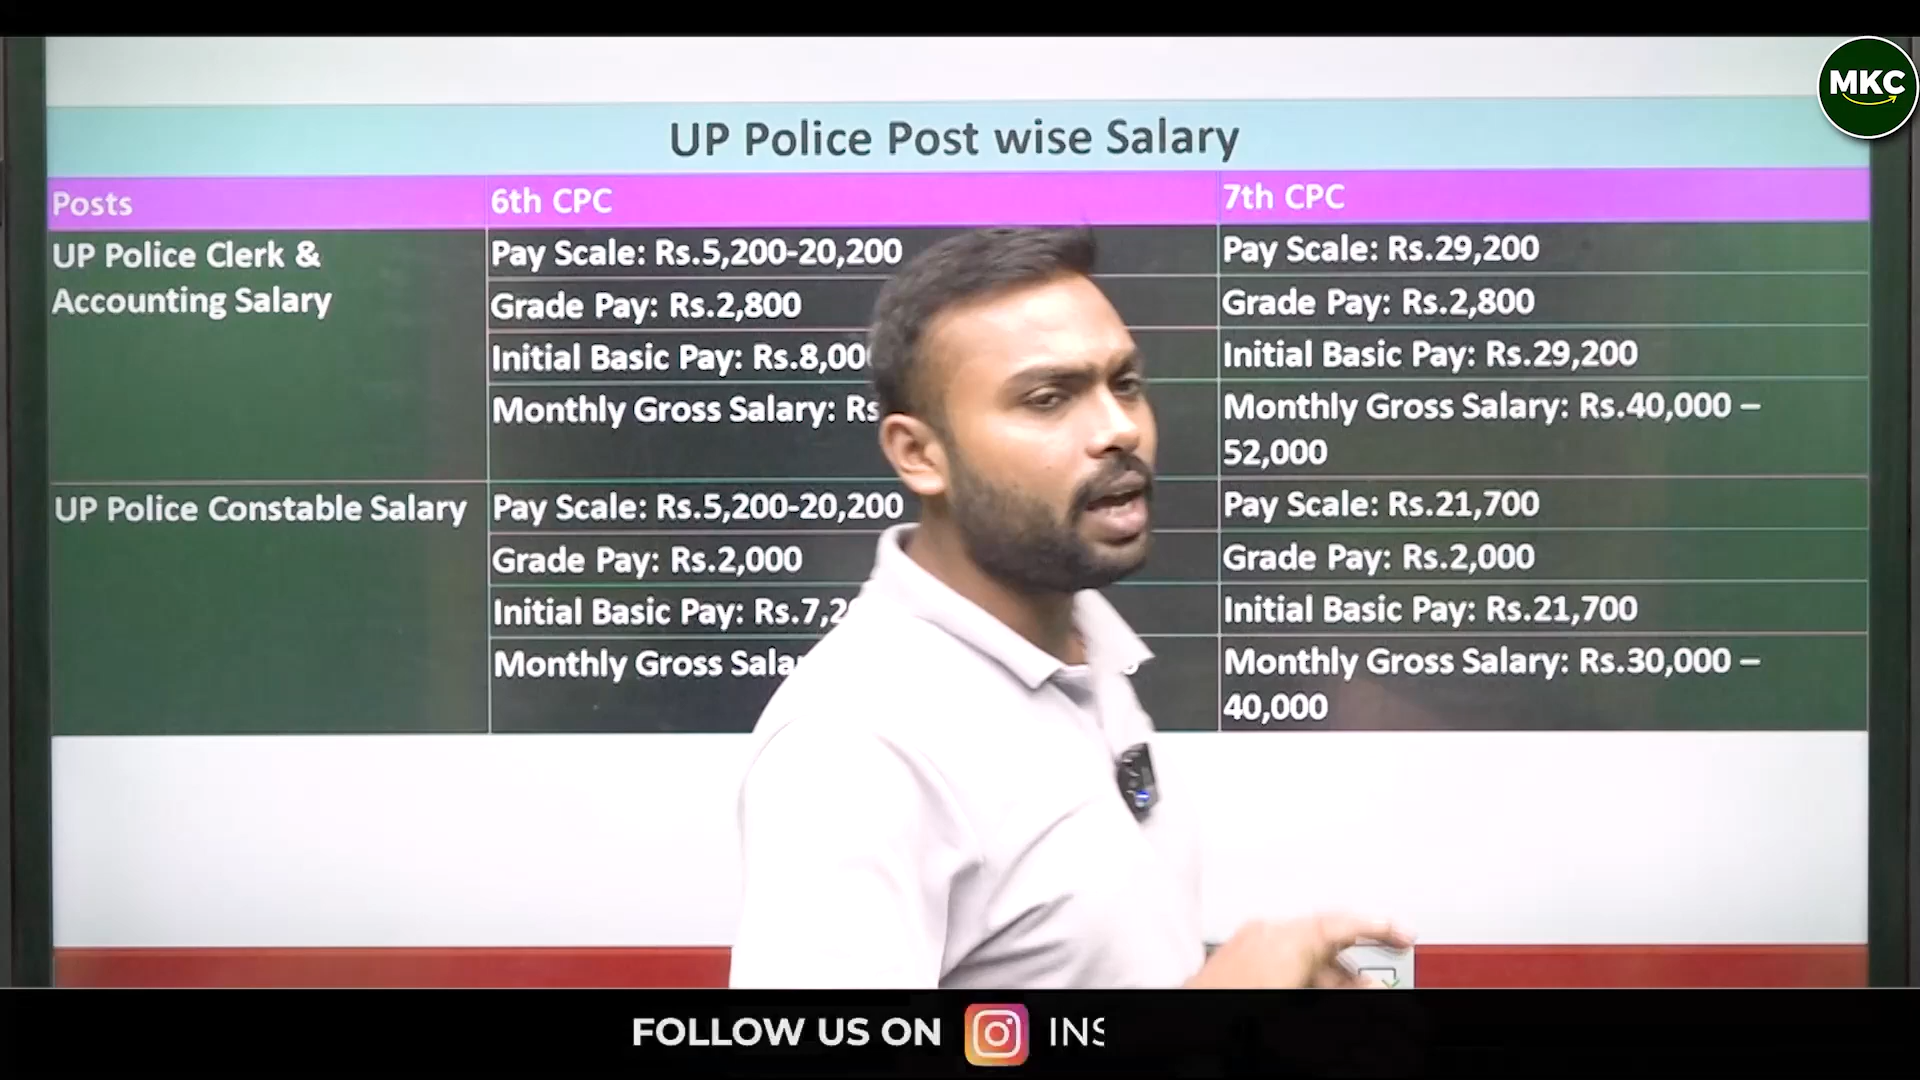 MKC
UP Police Post wise Salary
Posts
6th CPC
7th CPC
UP Police Clerk &
Accounting Salary
Pay Scale: Rs.5,200-20,200
Grade Pay: Rs.2,800
Initial Basic Pay:
Monthly Gross Salary:
Pay Scale: Rs.29,200
Grade Pay: Rs.2,800
Initial Basic Pay: Rs.29,200
Monthly Gross Salary: Rs.40,000 –
52,000
UP Police Constable Salary
Pay Scale: Rs.5,200-20,200
Grade Pay: Rs.2,000
Initial Basic Pay:
Monthly Gross
Pay Scale: Rs.21,700
Grade Pay: Rs.2,000
Initial Basic Pay: Rs.21,700
Monthly Gross Salary: Rs.30,000 –
40,000
FOLLOW US ON